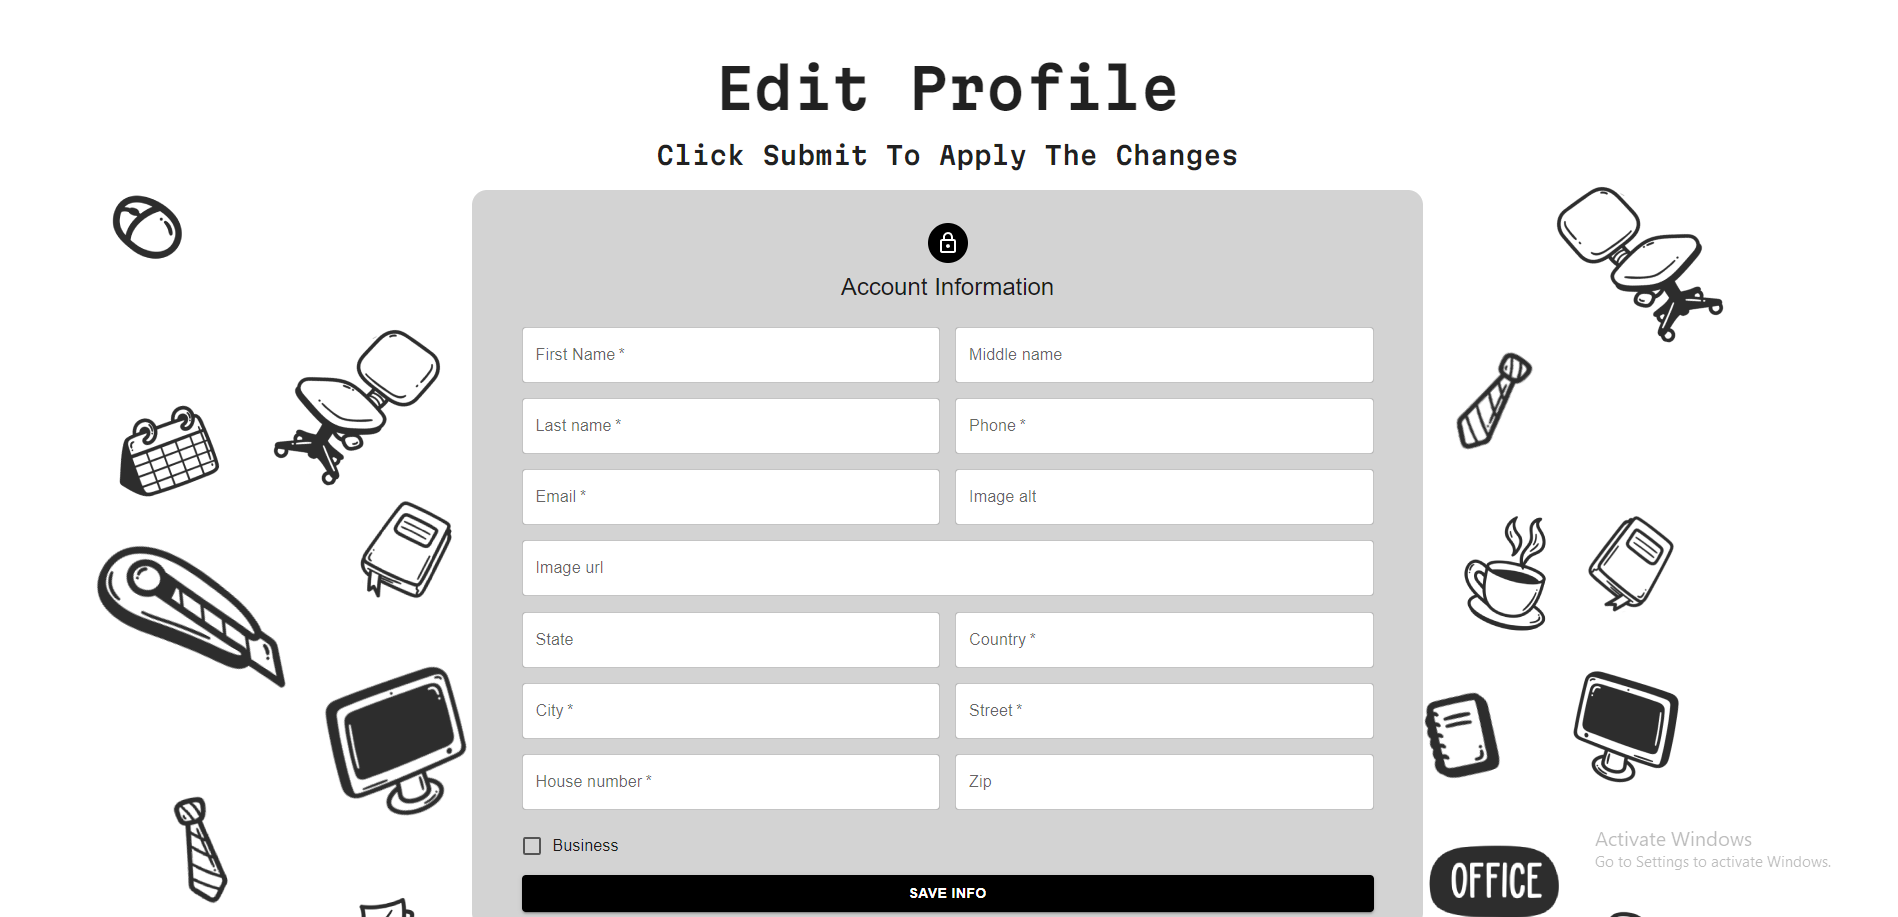 Edit Profile
Click Submit To Apply The Changes
Account Information
First Name *
Middle name
Last name *
Phone *
Email *
Image alt
Image url
State
Country *
City *
Street *
House number *
Zip
Business
SAVE INFO
Activate Windows
Go to Settings to activate Windows.
OFFICE